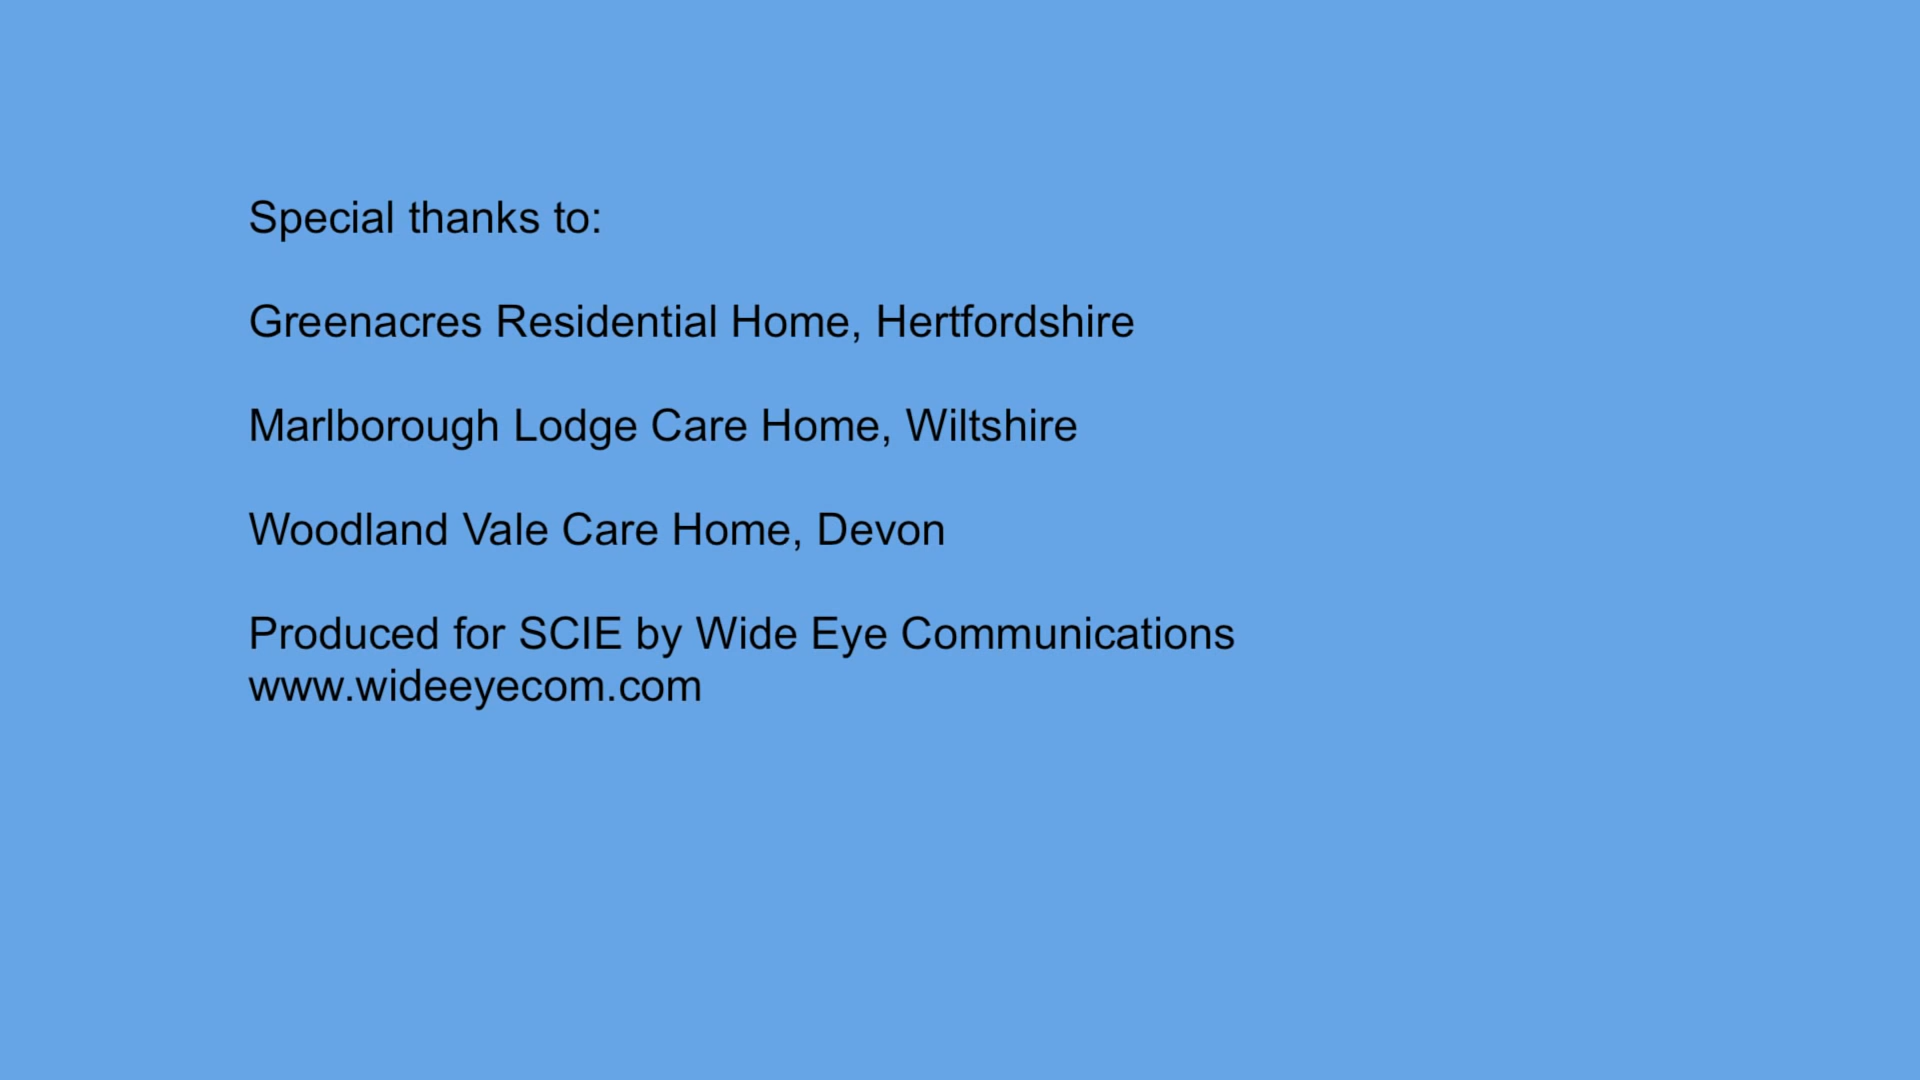 Special thanks to:
Greenacres Residential Home, Hertfordshire
Marlborough Lodge Care Home, Wiltshire
Woodland Vale Care Home, Devon
Produced for SCIE by Wide Eye Communications
www.wideeyecom.com